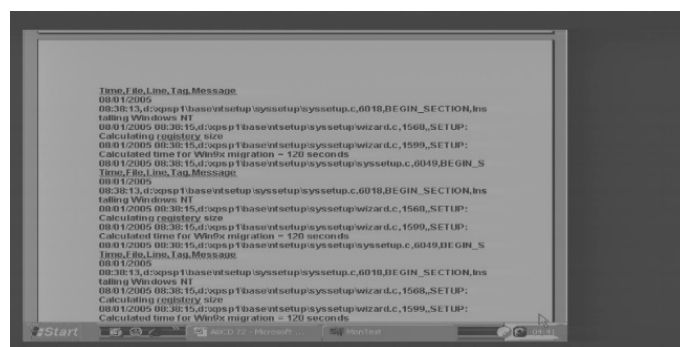 Time,File,Line,Tag,Message
08/01/2005
08:38:13,d:\xpsp1\base\ntsetup\syssetup\syssetup.c,6018,BEGIN_SECTION,Ins
talling Windows NT
08/01/2005 08:38:15,d:\xpsp1\base\ntsetup\syssetup\wizard.c,1568,,SETUP:
Calculating registery size
08/01/2005 08:38:15,d:\xpsp1\base\ntsetup\syssetup\wizard.c,1599,,SETUP:
Calculated time for Win9x migration = 120 seconds
08/01/2005 08:38:15,d:\xpsp1\base\ntsetup\syssetup\syssetup.c,6049,BEGIN_S
Time,File,Line,Tag,Message
08/01/2005
08:38:13,d:\xpsp1\base\ntsetup\syssetup\syssetup.c,6018,BEGIN_SECTION,Ins
talling Windows NT
08/01/2005 08:38:15,d:\xpsp1\base\ntsetup\syssetup\wizard.c,1568,,SETUP:
Calculating registery size
08/01/2005 08:38:15,d:\xpsp1\base\ntsetup\syssetup\wizard.c,1599,,SETUP:
Calculated time for Win9x migration = 120 seconds
08/01/2005 08:38:15,d:\xpsp1\base\ntsetup\syssetup\syssetup.c,6049,BEGIN_S
Time,File,Line,Tag,Message
08/01/2005
08:38:13,d:\xpsp1\base\ntsetup\syssetup\syssetup.c,6018,BEGIN_SECTION,Ins
talling Windows NT
08/01/2005 08:38:15,d:\xpsp1\base\ntsetup\syssetup\wizard.c,1568,,SETUP:
Calculating registery size
08/01/2005 08:38:15,d:\xpsp1\base\ntsetup\syssetup\wizard.c,1599,,SETUP:
Calculated time for Win9x migration = 120 seconds
Start ABCD 72 - Microsoft ... MonTest 04:41